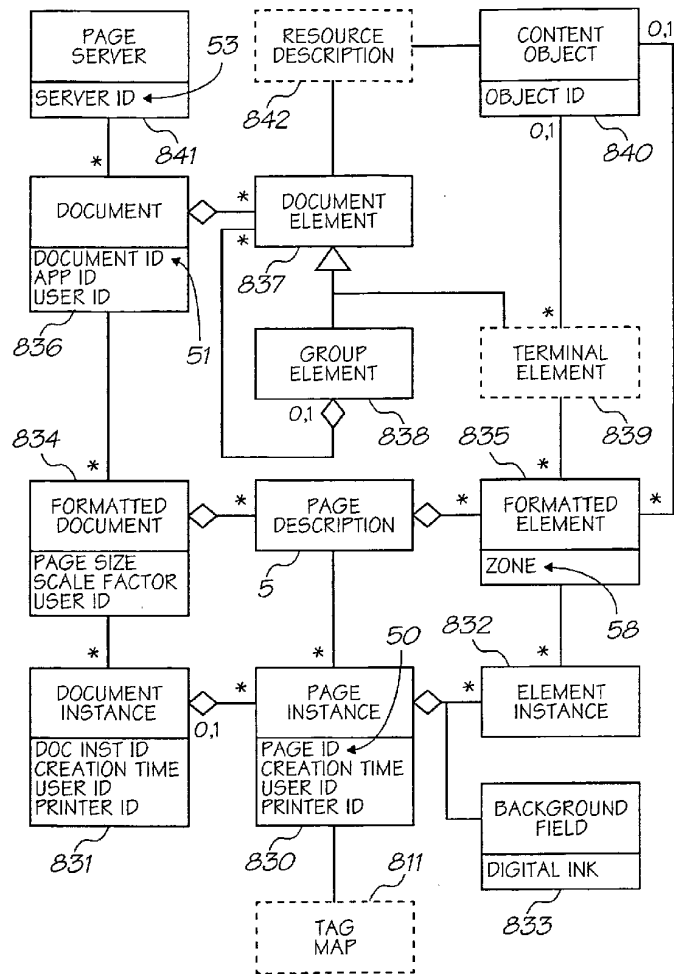 PAGE
SERVER
SERVER ID
53
841
RESOURCE
DESCRIPTION
842
CONTENT
OBJECT
OBJECT ID
840
0,1
0,1
*
DOCUMENT
DOCUMENT ID
APP ID
USER ID
836
51
*
DOCUMENT
ELEMENT
*
837
GROUP
ELEMENT
0,1
838
*
TERMINAL
ELEMENT
839
834
*
FORMATTED
DOCUMENT
PAGE SIZE
SCALE FACTOR
USER ID
*
PAGE
DESCRIPTION
5
835
*
*
FORMATTED
ELEMENT
*
ZONE
58
*
DOCUMENT
INSTANCE
0,1
DOC INST ID
CREATION TIME
USER ID
PRINTER ID
831
*
*
50
PAGE
INSTANCE
PAGE ID
CREATION TIME
USER ID
PRINTER ID
830
832
*
*
ELEMENT
INSTANCE
BACKGROUND
FIELD
DIGITAL INK
833
811
TAG
MAP